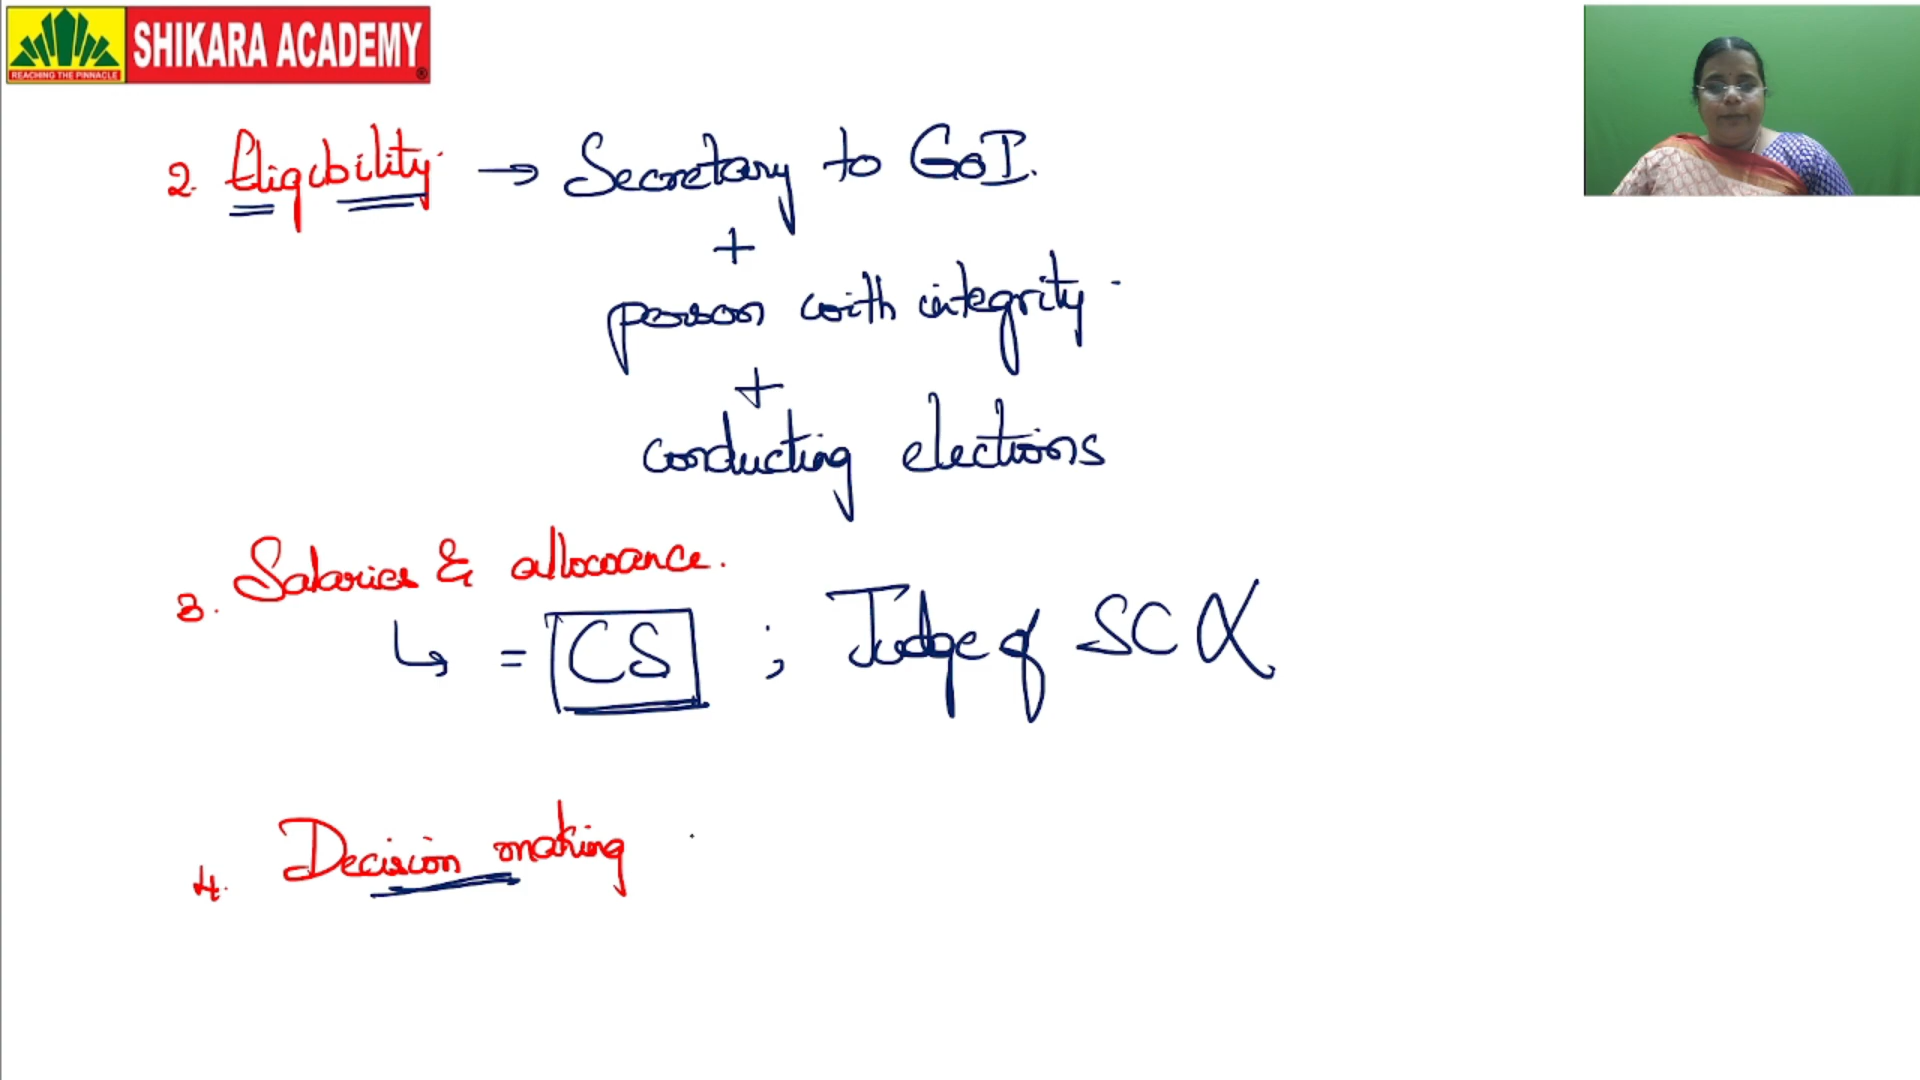 SHIKARA ACADEMY
REACHING THE PINNACLE
2. Eligibility → Secretary to GoI.
+
person with integrity.
+
conducting elections
3. Salaries & allowance.
↳ = CS ; Judge of SC X
4. Decision making